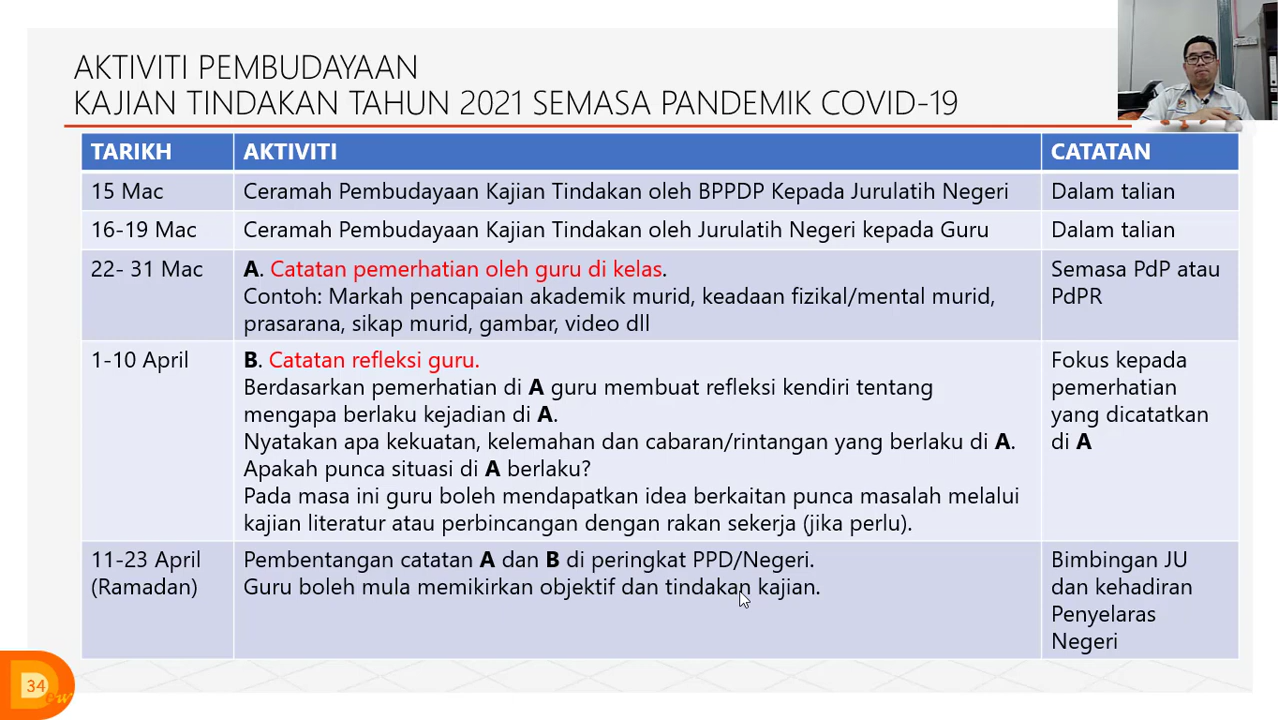 AKTIVITI PEMBUDAYAAN
KAJIAN TINDAKAN TAHUN 2021 SEMASA PANDEMIK COVID-19
TARIKH AKTIVITI CATATAN
15 Mac Ceramah Pembudayaan Kajian Tindakan oleh BPPDP Kepada Jurulatih Negeri Dalam talian
16-19 Mac Ceramah Pembudayaan Kajian Tindakan oleh Jurulatih Negeri kepada Guru Dalam talian
22- 31 Mac A. Catatan pemerhatian oleh guru di kelas. Semasa PdP atau
Contoh: Markah pencapaian akademik murid, keadaan fizikal/mental murid, PdPR
prasarana, sikap murid, gambar, video dll
1-10 April B. Catatan refleksi guru. Fokus kepada
Berdasarkan pemerhatian di A guru membuat refleksi kendiri tentang pemerhatian
mengapa berlaku kejadian di A. yang dicatatkan
Nyatakan apa kekuatan, kelemahan dan cabaran/rintangan yang berlaku di A. di A
Apakah punca situasi di A berlaku?
Pada masa ini guru boleh mendapatkan idea berkaitan punca masalah melalui
kajian literatur atau perbincangan dengan rakan sekerja (jika perlu).
11-23 April Pembentangan catatan A dan B di peringkat PPD/Negeri. Bimbingan JU
(Ramadan) Guru boleh mula memikirkan objektif dan tindakan kajian. dan kehadiran
Penyelaras
Negeri
34